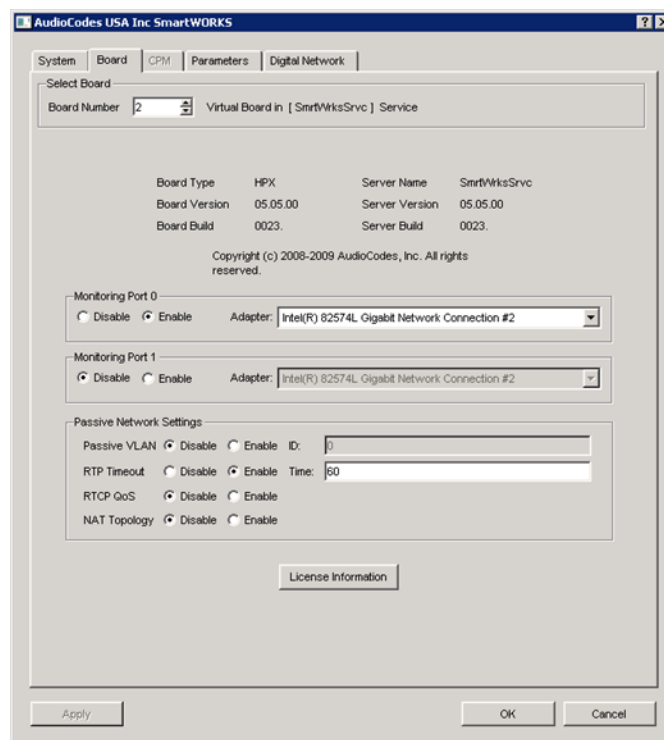 AudioCodes USA Inc SmartWORKS
System Board CPM Parameters Digital Network
Select Board
Board Number 2 Virtual Board in [ SmrtWrksSrvc ] Service
Board Type HPX Server Name SmrtWrksSrvc
Board Version 05.05.00 Server Version 05.05.00
Board Build 0023. Server Build 0023.
Copyright (c) 2008-2009 AudioCodes, Inc. All rights
reserved.
Monitoring Port 0
Disable Enable Adapter: Intel(R) 82574L Gigabit Network Connection #2
Monitoring Port 1
Disable Enable Adapter: Intel(R) 82574L Gigabit Network Connection #2
Passive Network Settings
Passive VLAN Disable Enable ID: 0
RTP Timeout Disable Enable Time: 60
RTCP QoS Disable Enable
NAT Topology Disable Enable
License Information
Apply OK Cancel